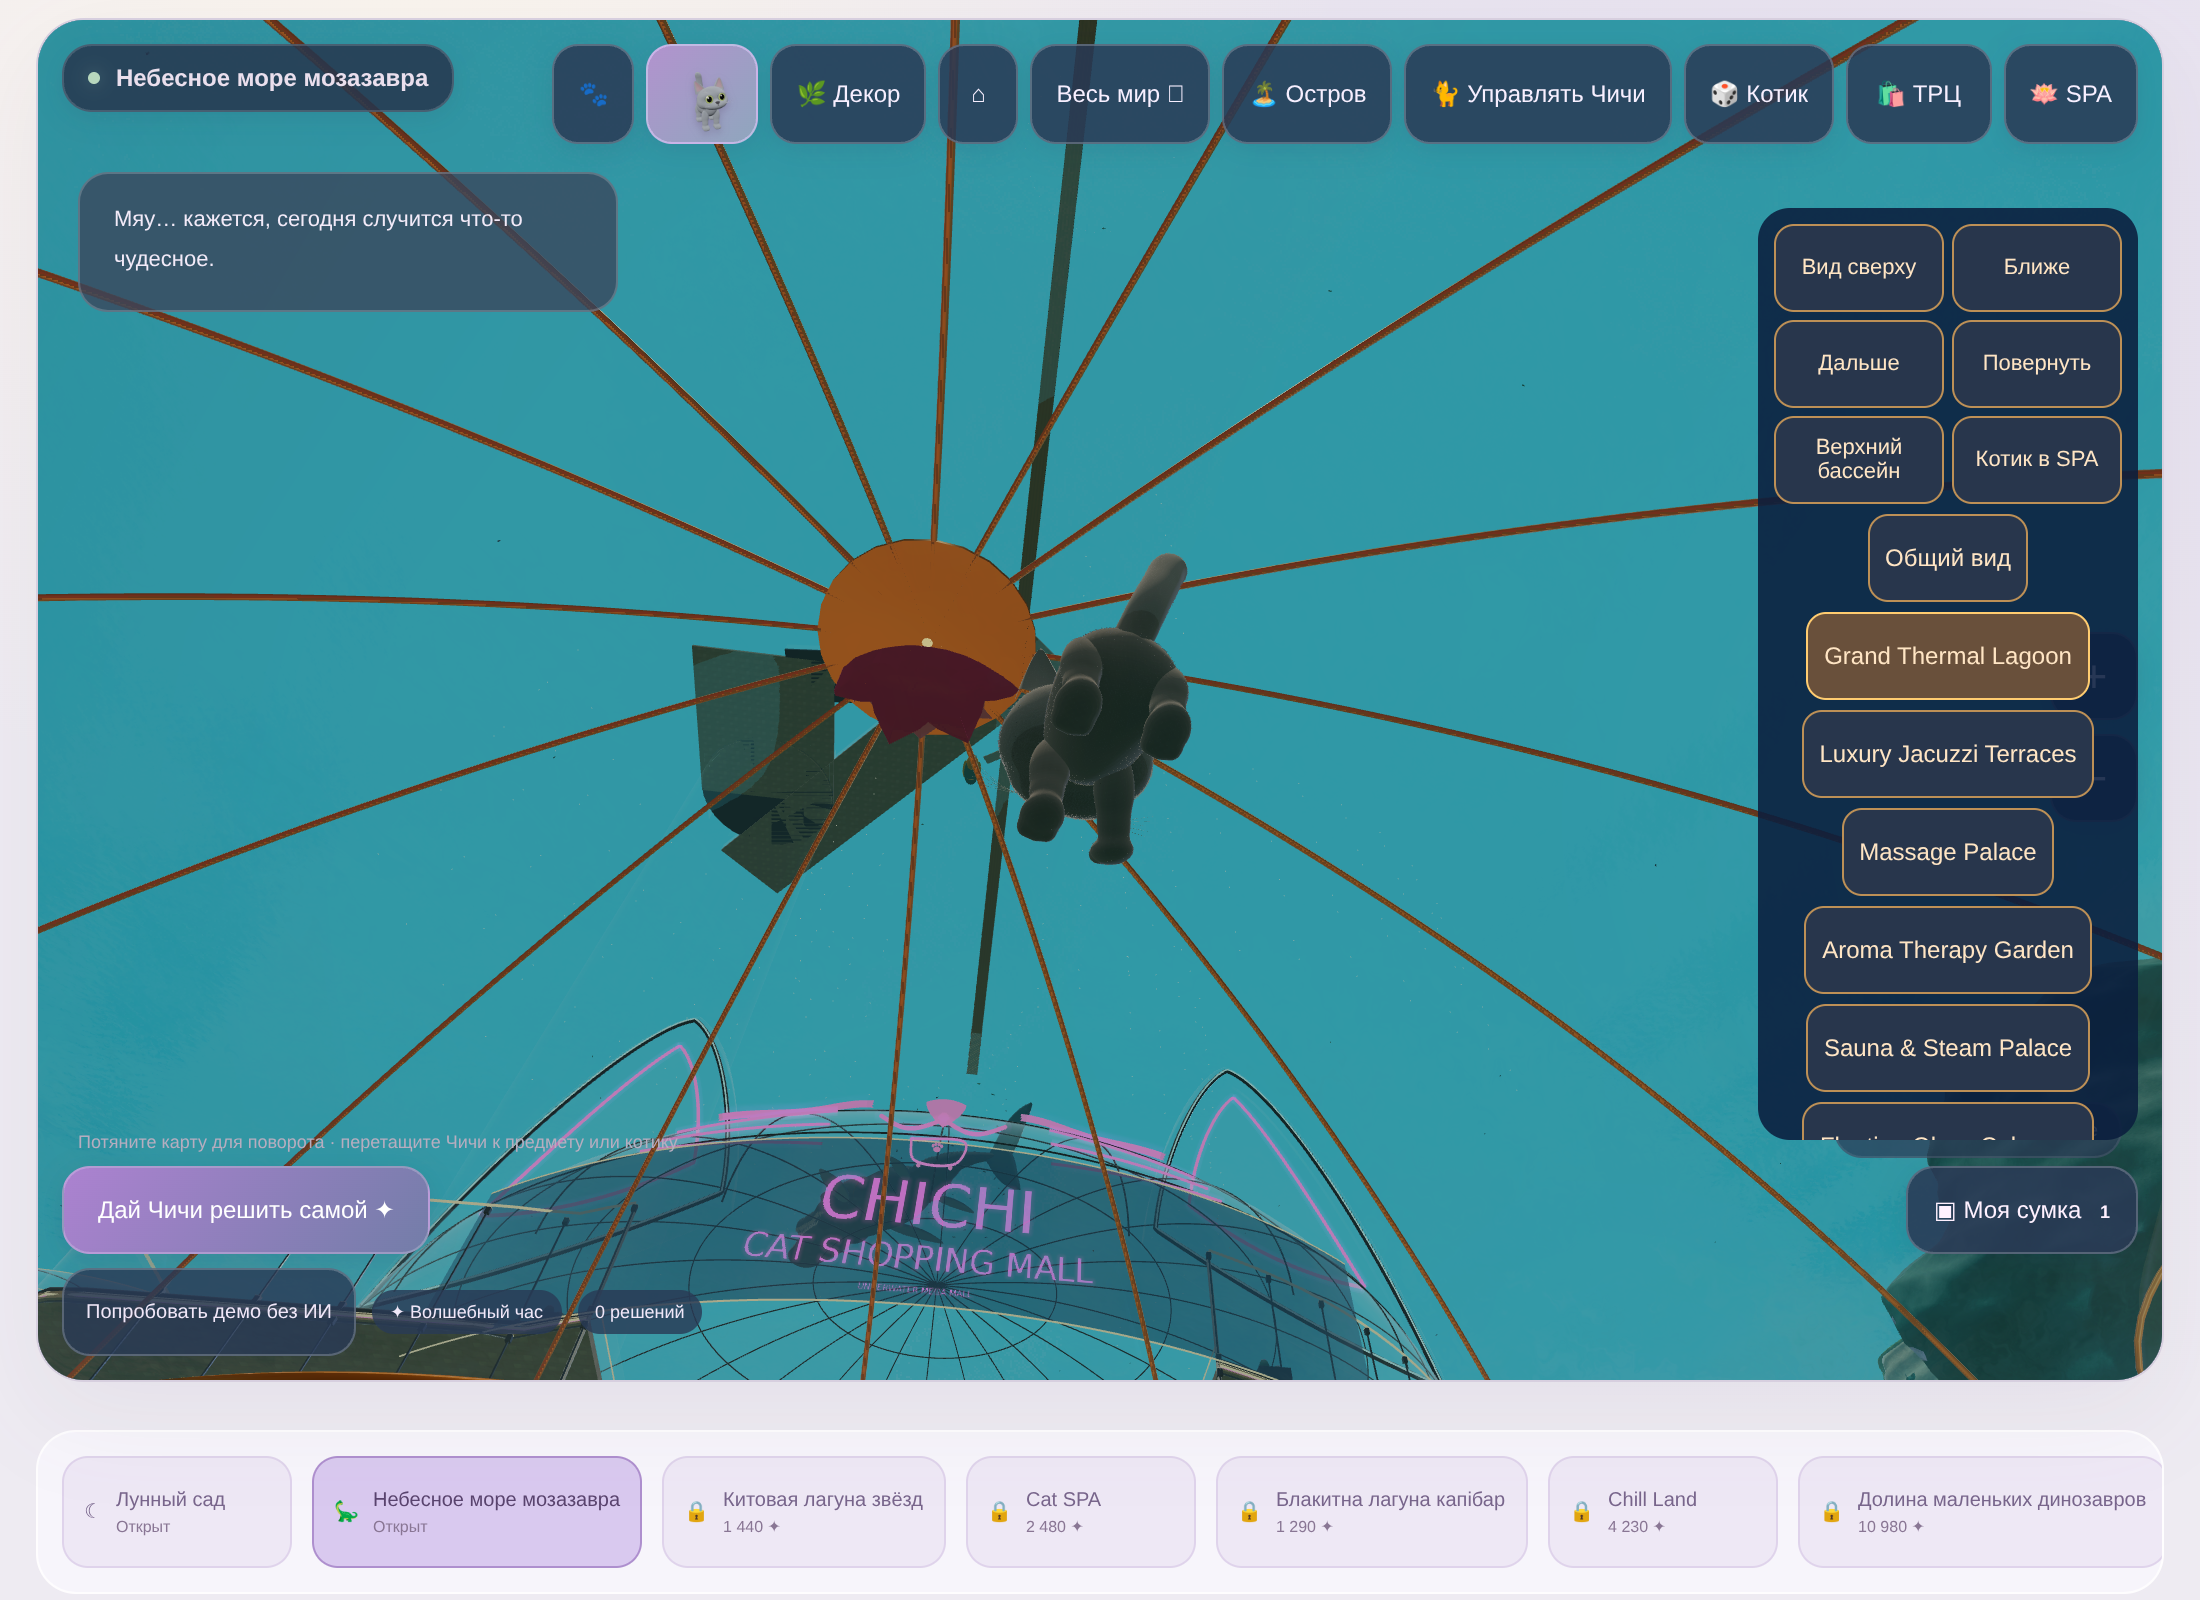 Небесное море мозазавра
Декор
Весь мир
Остров
Управлять Чичи
Котик
ТРЦ
SPA
Мяу… кажется, сегодня случится что-то
чудесное.
Вид сверху
Ближе
Дальше
Повернуть
Верхний
бассейн
Котик в SPA
Общий вид
Grand Thermal Lagoon
Luxury Jacuzzi Terraces
Massage Palace
Aroma Therapy Garden
Sauna & Steam Palace
Потяните карту для поворота · перетащите Чичи к предмету или котику
Дай Чичи решить самой ✦
Моя сумка 1
Попробовать демо без ИИ
✦ Волшебный час
0 решений
CHICHI
CAT SHOPPING MALL
UNDERWATER MEGA MALL
Лунный сад
Открыт
Небесное море мозазавра
Открыт
Китовая лагуна звёзд
1 440 ✦
Cat SPA
2 480 ✦
Блакитна лагуна капібар
1 290 ✦
Chill Land
4 230 ✦
Долина маленьких динозавров
10 980 ✦